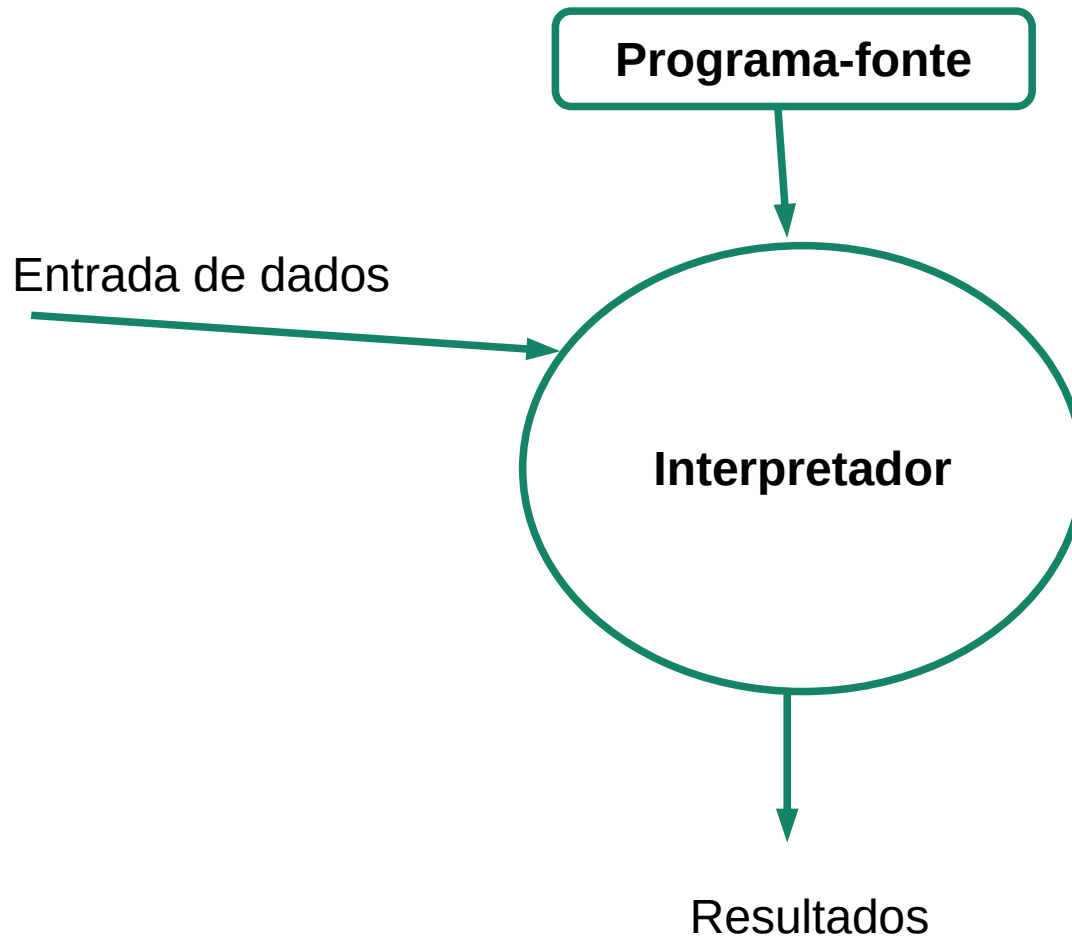 Programa-fonte
Entrada de dados
Interpretador
Resultados